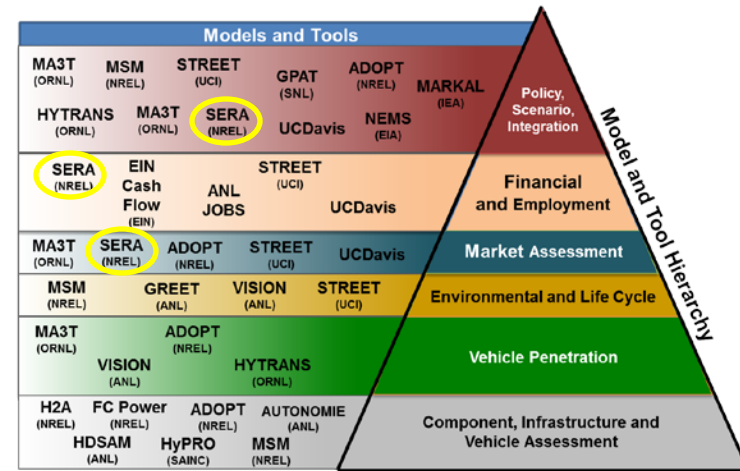 Models and Tools
MA3T
(ORNL)
MSM
(NREL)
STREET
(UCI)
GPAT
(SNL)
ADOPT
(NREL)
MARKAL
(IEA)
HYTRANS
(ORNL)
MA3T
(ORNL)
SERA
(NREL)
UCDavis
NEMS
(EIA)
Policy,
Scenario,
Integration
SERA
(NREL)
EIN
Cash
Flow
(EIN)
ANL
JOBS
STREET
(UCI)
UCDavis
Financial
and Employment
MA3T
(ORNL)
SERA
(NREL)
ADOPT
(NREL)
STREET
(UCI)
UCDavis
Market Assessment
MSM
(NREL)
GREET
(ANL)
VISION
(ANL)
STREET
(UCI)
Environmental and Life Cycle
MA3T
(ORNL)
VISION
(ANL)
ADOPT
(NREL)
HYTRANS
(ORNL)
Vehicle Penetration
H2A
(NREL)
FC Power
(NREL)
ADOPT
(NREL)
AUTONOMIE
(ANL)
HDSAM
(ANL)
HyPRO
(SAINC)
MSM
(NREL)
Component, Infrastructure and
Vehicle Assessment
Model and Tool Hierarchy